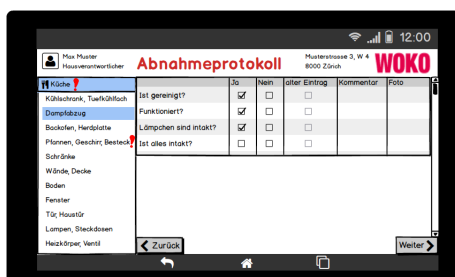 12:00
Max Muster
Hausverantwortlicher
Abnahmeprotokoll
Musterstrasse 3, W 4
8000 Zürich
WOKO
Küche !
Ja Nein alter Eintrag Kommentar Foto
Kühlschrank, Tuefkühlfach
Ist gereinigt?
Dampfabzug
Funktioniert?
Backofen, Herdplatte
Lämpchen sind intakt?
Pfannen, Geschirr, Besteck !
Ist alles intakt?
Schränke
Wände, Decke
Boden
Fenster
Tür, Haustür
Lampen, Steckdosen
Heizkörper, Ventil
Zurück
Weiter